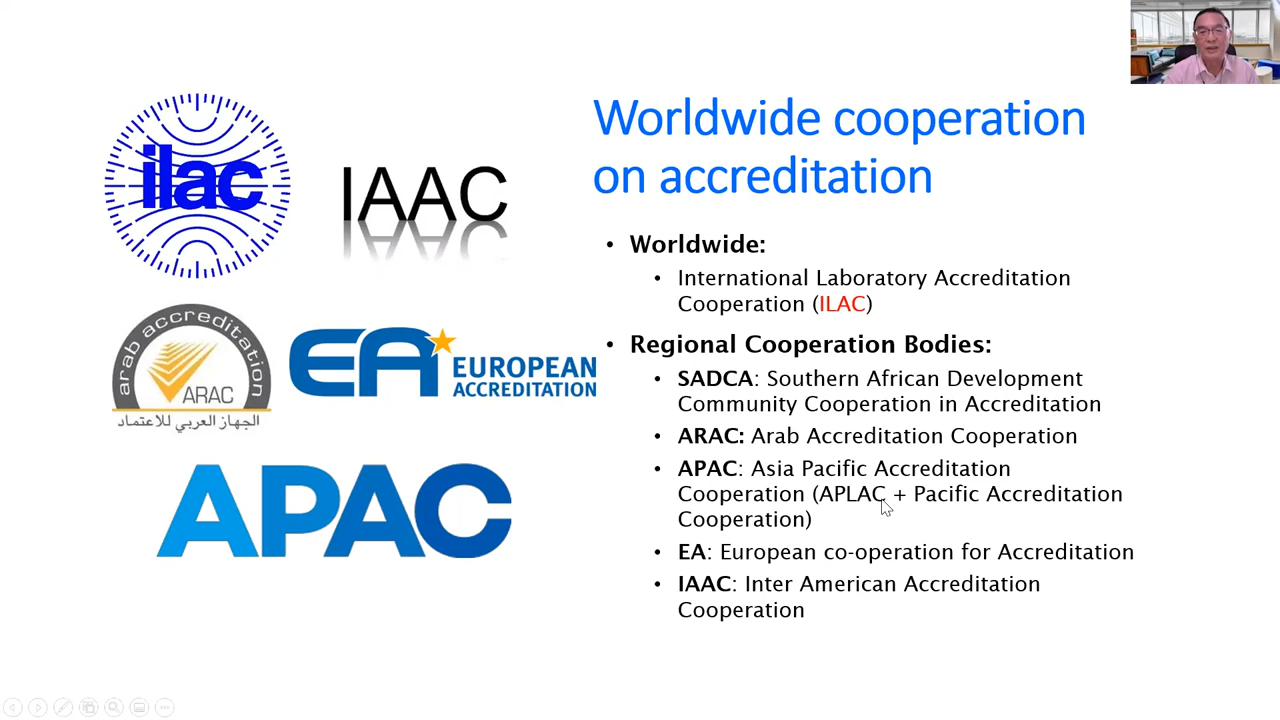 ilac
IAAC
arab accreditation
ARAC
الجهاز العربي للاعتماد
EA
EUROPEAN
ACCREDITATION
APAC
Worldwide cooperation
on accreditation
• Worldwide:
• International Laboratory Accreditation
Cooperation (ILAC)
• Regional Cooperation Bodies:
• SADCA: Southern African Development
Community Cooperation in Accreditation
• ARAC: Arab Accreditation Cooperation
• APAC: Asia Pacific Accreditation
Cooperation (APLAC + Pacific Accreditation
Cooperation)
• EA: European co-operation for Accreditation
• IAAC: Inter American Accreditation
Cooperation